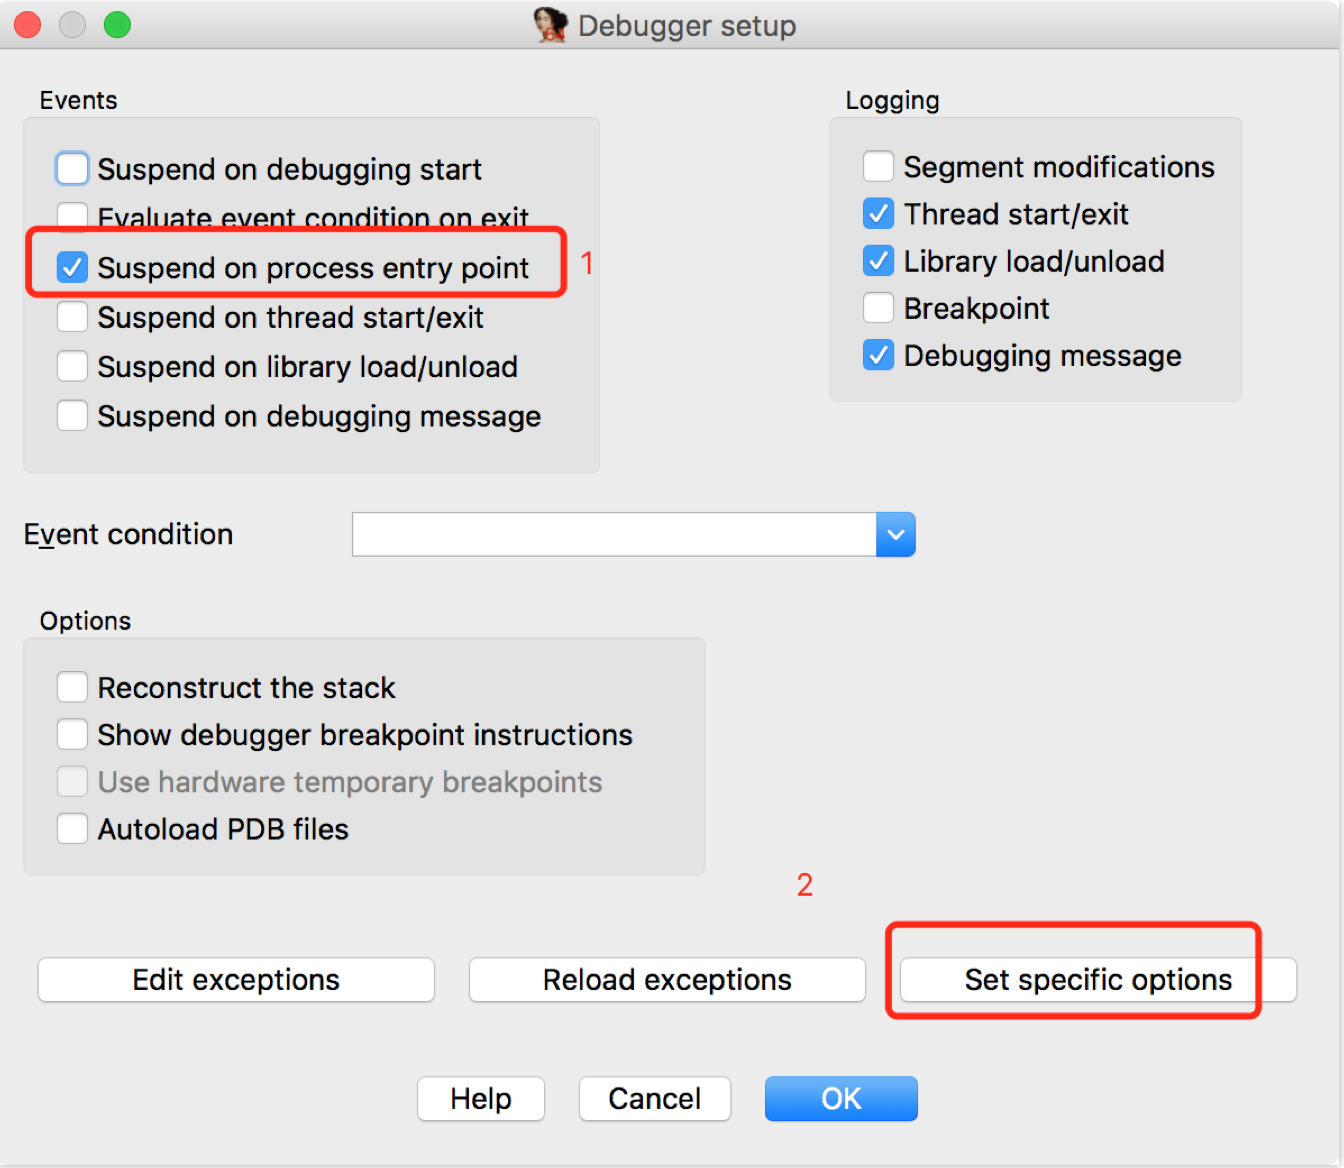 Debugger setup
Events
Suspend on debugging start
Evaluate event condition on exit
Suspend on process entry point
1
Suspend on thread start/exit
Suspend on library load/unload
Suspend on debugging message
Logging
Segment modifications
Thread start/exit
Library load/unload
Breakpoint
Debugging message
Event condition
Options
Reconstruct the stack
Show debugger breakpoint instructions
Use hardware temporary breakpoints
Autoload PDB files
2
Edit exceptions
Reload exceptions
Set specific options
Help
Cancel
OK